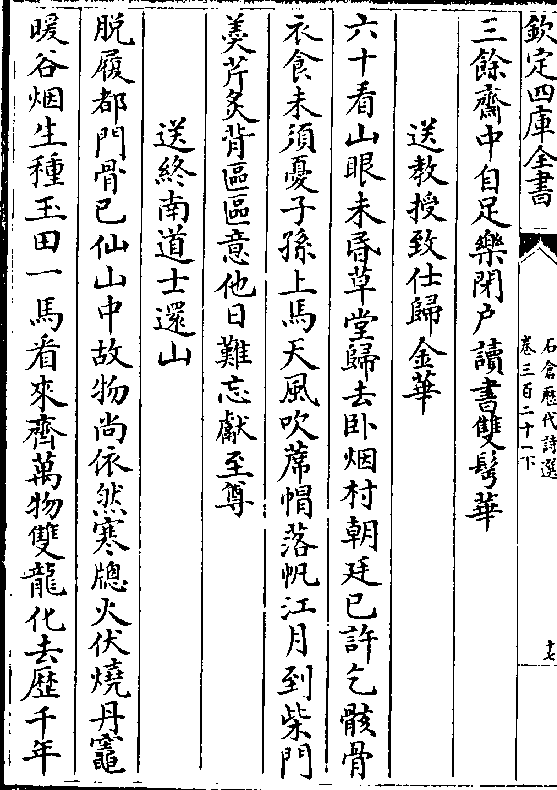 欽定四庫全書
石倉歷代詩選
卷三百二十一下
十七
三餘齋中自足樂閉户讀書雙髩華
送教授致仕歸金華
六十看山眼未昏草堂歸去卧烟村朝廷已許乞骸骨
衣食未須憂子孫上馬天風吹蓆帽落帆江月到柴門
羮芹炙背區區意他日難忘獻至尊
送終南道士還山
脱履都門骨已仙山中故物尚依然寒牕火伏燒丹竈
暖谷烟生種玉田一馬看來齊萬物雙龍化去歷千年